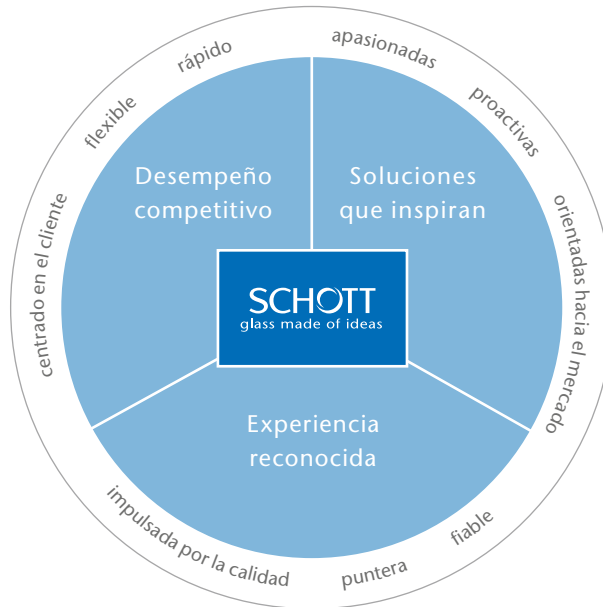 rápido
apasionadas
flexible
proactivas
Desempeño
competitivo
Soluciones
que inspiran
centrado en el cliente
orientadas hacia el mercado
SCHOTT
glass made of ideas
Experiencia
reconocida
impulsada por la calidad
puntera
fiable